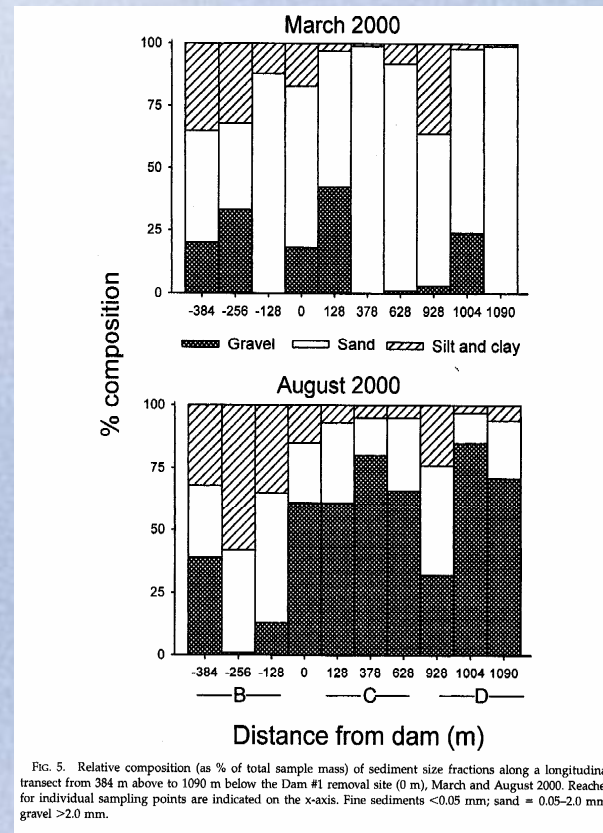 March 2000
100
75
50
25
0
-384 -256 -128 0 128 378 628 928 1004 1090
Gravel Sand Silt and clay
% composition
August 2000
100
75
50
25
0
-384 -256 -128 0 128 378 628 928 1004 1090
B C D
Distance from dam (m)
FIG. 5. Relative composition (as % of total sample mass) of sediment size fractions along a longitudina
transect from 384 m above to 1090 m below the Dam #1 removal site (0 m), March and August 2000. Reache
for individual sampling points are indicated on the x-axis. Fine sediments <0.05 mm; sand = 0.05–2.0 mm
gravel >2.0 mm.